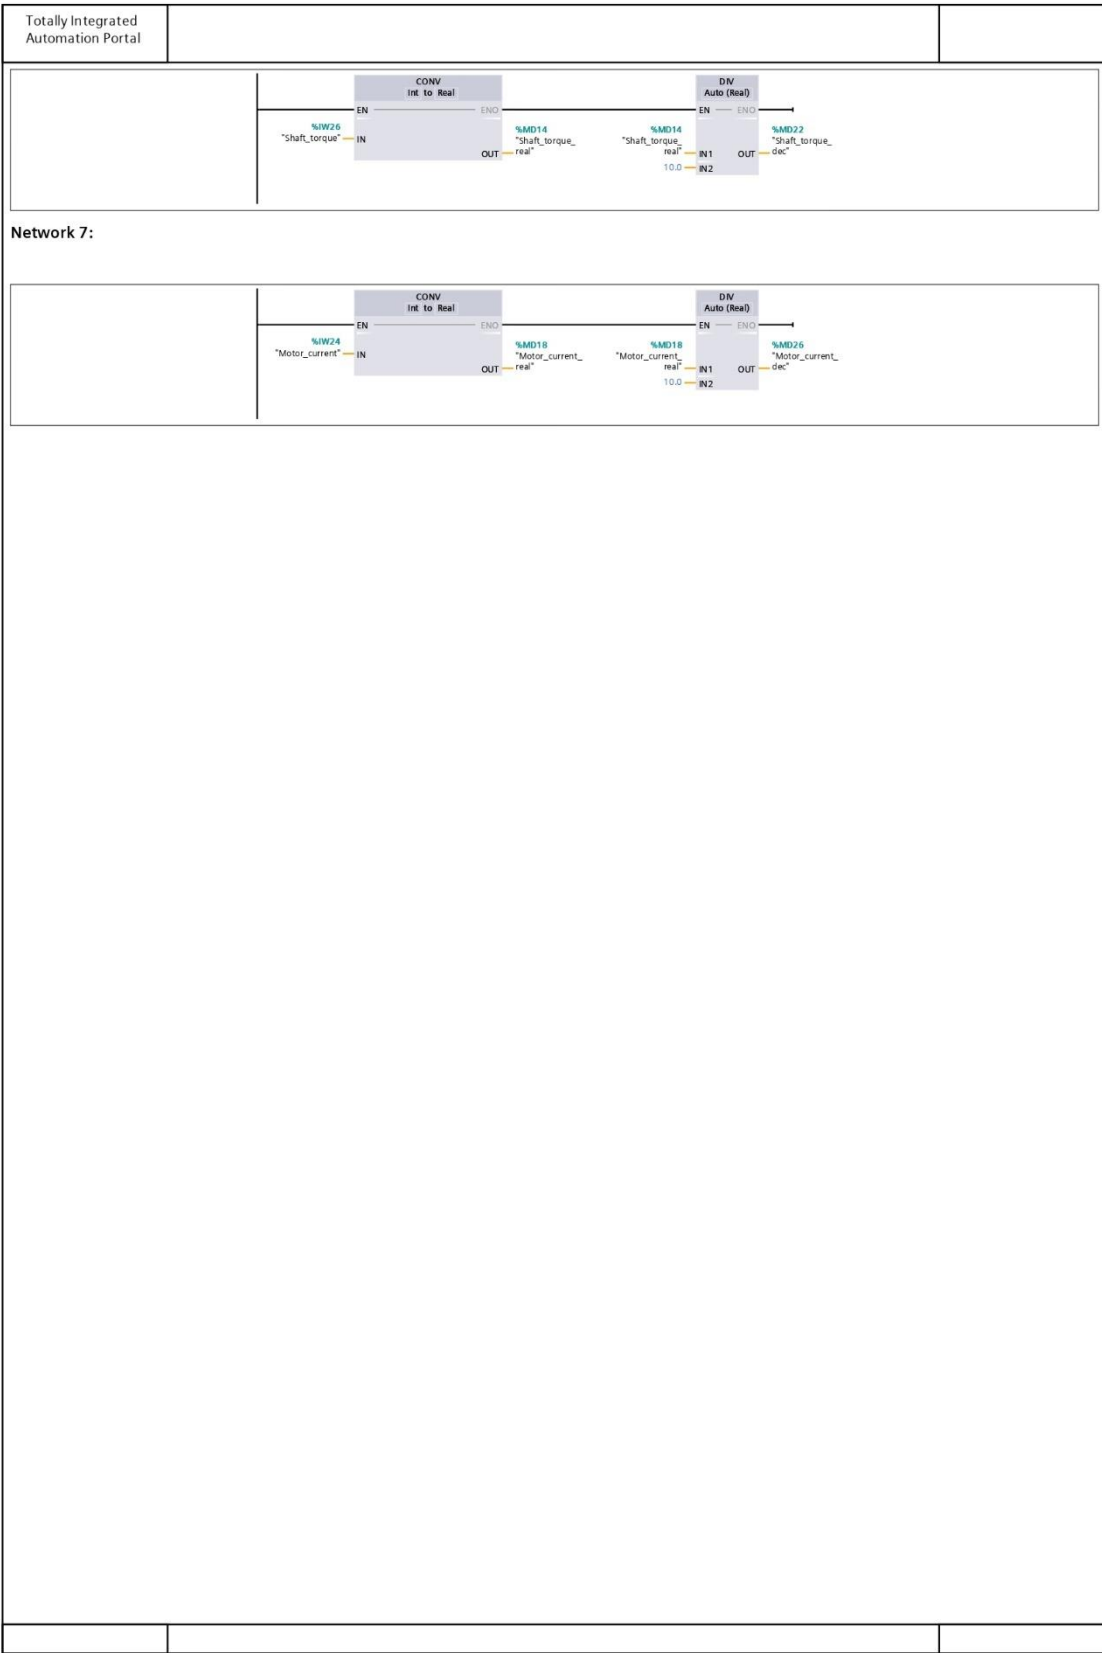 Totally Integrated
Automation Portal
CONV
Int to Real
DIV
Auto (Real)
EN
ENO
EN
ENO
%IW26
"Shaft_torque"
IN
%MD14
"Shaft_torque_
real"
OUT
%MD14
"Shaft_torque_
real"
IN1
10.0
IN2
OUT
%MD22
"Shaft_torque_
dec"
Network 7:
CONV
Int to Real
DIV
Auto (Real)
EN
ENO
EN
ENO
%IW24
"Motor_current"
IN
%MD18
"Motor_current_
real"
OUT
%MD18
"Motor_current_
real"
IN1
10.0
IN2
OUT
%MD26
"Motor_current_
dec"